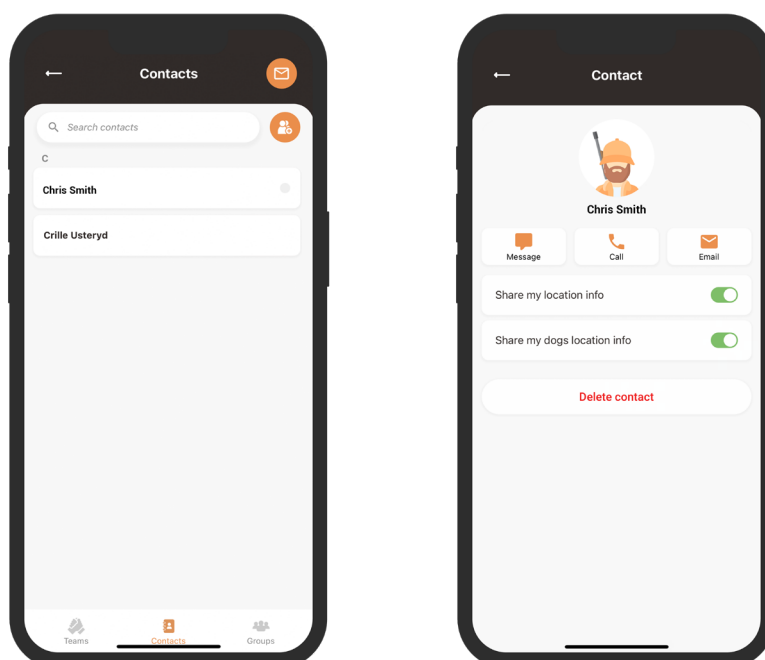 Contacts
Search contacts
C
Chris Smith
Crille Usteryd
Teams
Contacts
Groups
Contact
Chris Smith
Message
Call
Email
Share my location info
Share my dogs location info
Delete contact